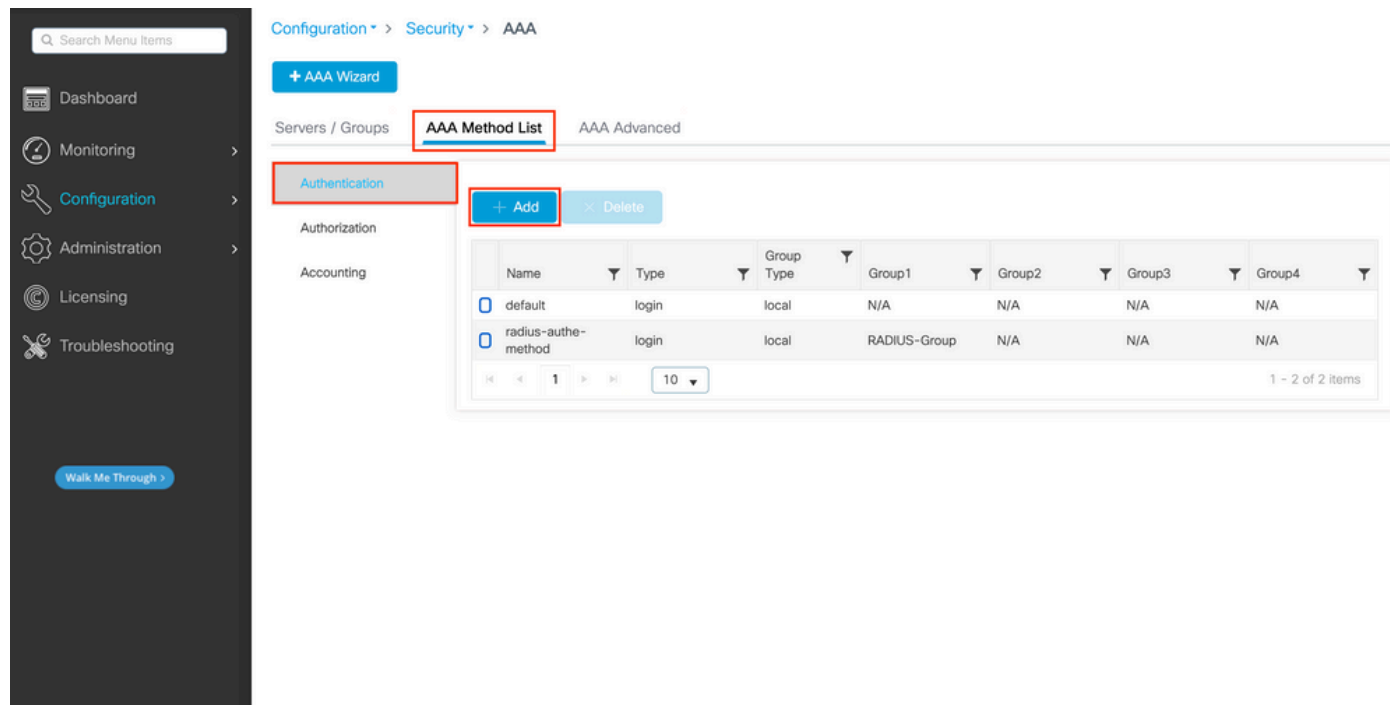 Search Menu Items
Dashboard
Monitoring
Configuration
Administration
Licensing
Troubleshooting
Walk Me Through >
Configuration > Security > AAA
+ AAA Wizard
Servers / Groups AAA Method List AAA Advanced
Authentication
Authorization
Accounting
+ Add × Delete
Name Type Group Type Group1 Group2 Group3 Group4
default login local N/A N/A N/A N/A
radius-authe-method login local RADIUS-Group N/A N/A N/A
1 10 1 - 2 of 2 items